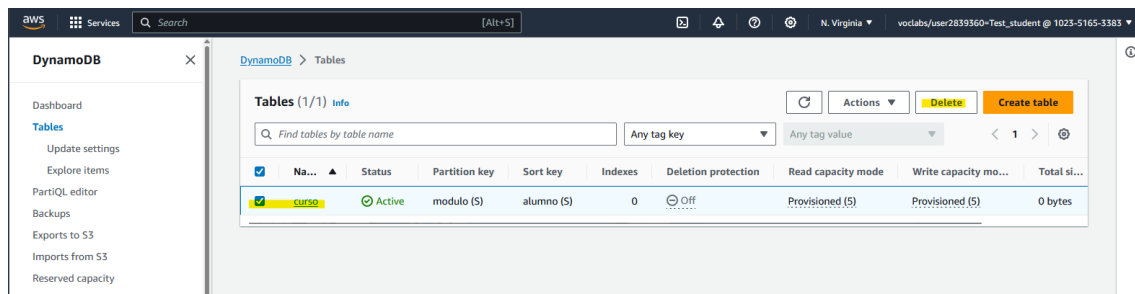 aws Services Search [Alt+S] N. Virginia ▼ voclabs/user2839360=Test_student @ 1023-5165-3383 ▼
DynamoDB
DynamoDB > Tables
Dashboard
Tables
Update settings
Explore items
PartiQL editor
Backups
Exports to S3
Imports from S3
Reserved capacity
Tables (1/1) Info
Actions ▼ Delete Create table
Find tables by table name Any tag key ▼ Any tag value ▼ < 1 >
Na... ▲ Status Partition key Sort key Indexes Deletion protection Read capacity mode Write capacity mo... Total si...
curso Active modulo (S) alumno (S) 0 Off Provisioned (5) Provisioned (5) 0 bytes